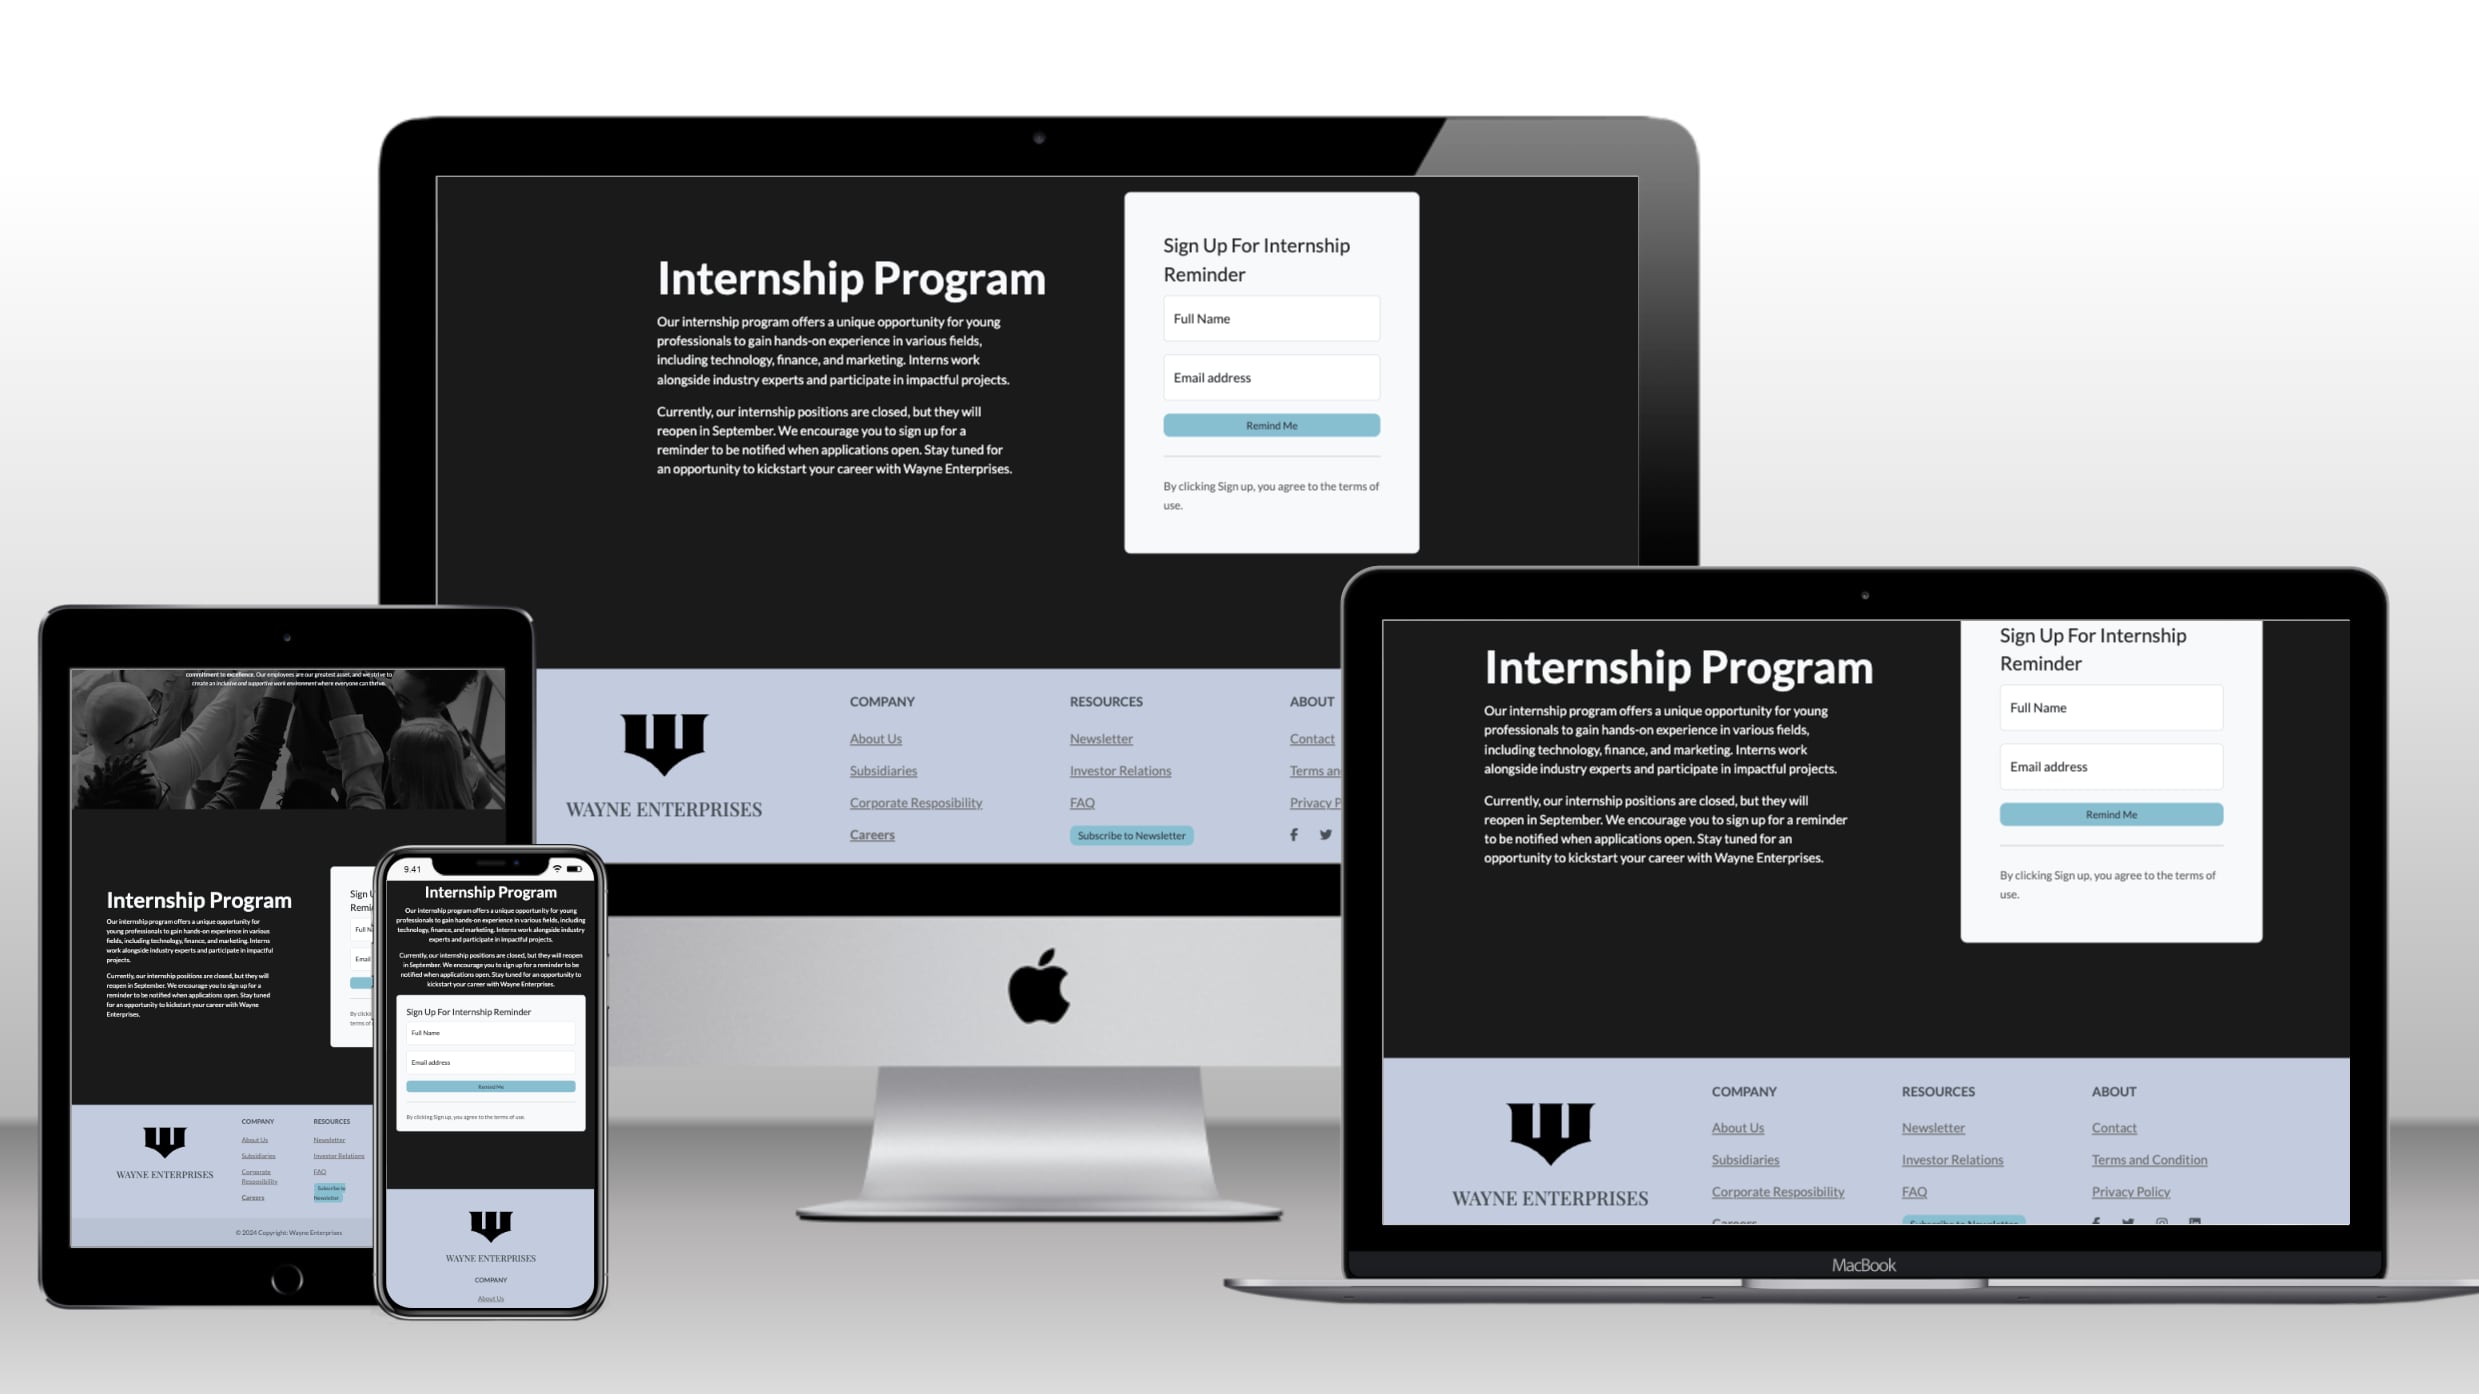 Internship Program
Our internship program offers a unique opportunity for young
professionals to gain hands-on experience in various fields,
including technology, finance, and marketing. Interns work
alongside industry experts and participate in impactful projects.
Currently, our internship positions are closed, but they will
reopen in September. We encourage you to sign up for a
reminder to be notified when applications open. Stay tuned for
an opportunity to kickstart your career with Wayne Enterprises.
Sign Up For Internship
Reminder
Full Name
Email address
Remind Me
By clicking Sign up, you agree to the terms of
use.
WAYNE ENTERPRISES
COMPANY
About Us
Subsidiaries
Corporate Resposibility
Careers
RESOURCES
Newsletter
Investor Relations
FAQ
Subscribe to Newsletter
ABOUT
Contact
Terms an
Privacy P
commitment to excellence. Our employees are our greatest asset, and we strive to
create an inclusive and supportive work environment where everyone can thrive.
Internship Program
Our internship program offers a unique opportunity for
young professionals to gain hands-on experience in various
fields, including technology, finance, and marketing. Interns
work alongside industry experts and participate in impactful
projects.
Currently, our internship positions are closed, but they will
reopen in September. We encourage you to sign up for a
reminder to be notified when applications open. Stay tuned
for an opportunity to kickstart your career with Wayne
Enterprises.
Sign U
Remi
Full N
Email
By clicki
terms of
WAYNE ENTERPRISES
COMPANY
About Us
Subsidiaries
Corporate
Resposibility
Careers
RESOURCES
Newsletter
Investor Relations
FAQ
Subscribe to
Newsletter
© 2024 Copyright: Wayne Enterprises
9:41
Internship Program
Our internship program offers a unique opportunity for young
professionals to gain hands-on experience in various fields, including
technology, finance, and marketing. Interns work alongside industry
experts and participate in impactful projects.
Currently, our internship positions are closed, but they will reopen
in September. We encourage you to sign up for a reminder to be
notified when applications open. Stay tuned for an opportunity to
kickstart your career with Wayne Enterprises.
Sign Up For Internship Reminder
Full Name
Email address
Remind Me
By clicking Sign up, you agree to the terms of use.
WAYNE ENTERPRISES
COMPANY
About Us
Internship Program
Our internship program offers a unique opportunity for young
professionals to gain hands-on experience in various fields,
including technology, finance, and marketing. Interns work
alongside industry experts and participate in impactful projects.
Currently, our internship positions are closed, but they will
reopen in September. We encourage you to sign up for a reminder
to be notified when applications open. Stay tuned for an
opportunity to kickstart your career with Wayne Enterprises.
Sign Up For Internship
Reminder
Full Name
Email address
Remind Me
By clicking Sign up, you agree to the terms of
use.
WAYNE ENTERPRISES
COMPANY
About Us
Subsidiaries
Corporate Resposibility
Careers
RESOURCES
Newsletter
Investor Relations
FAQ
Subscribe to Newsletter
ABOUT
Contact
Terms and Condition
Privacy Policy
MacBook